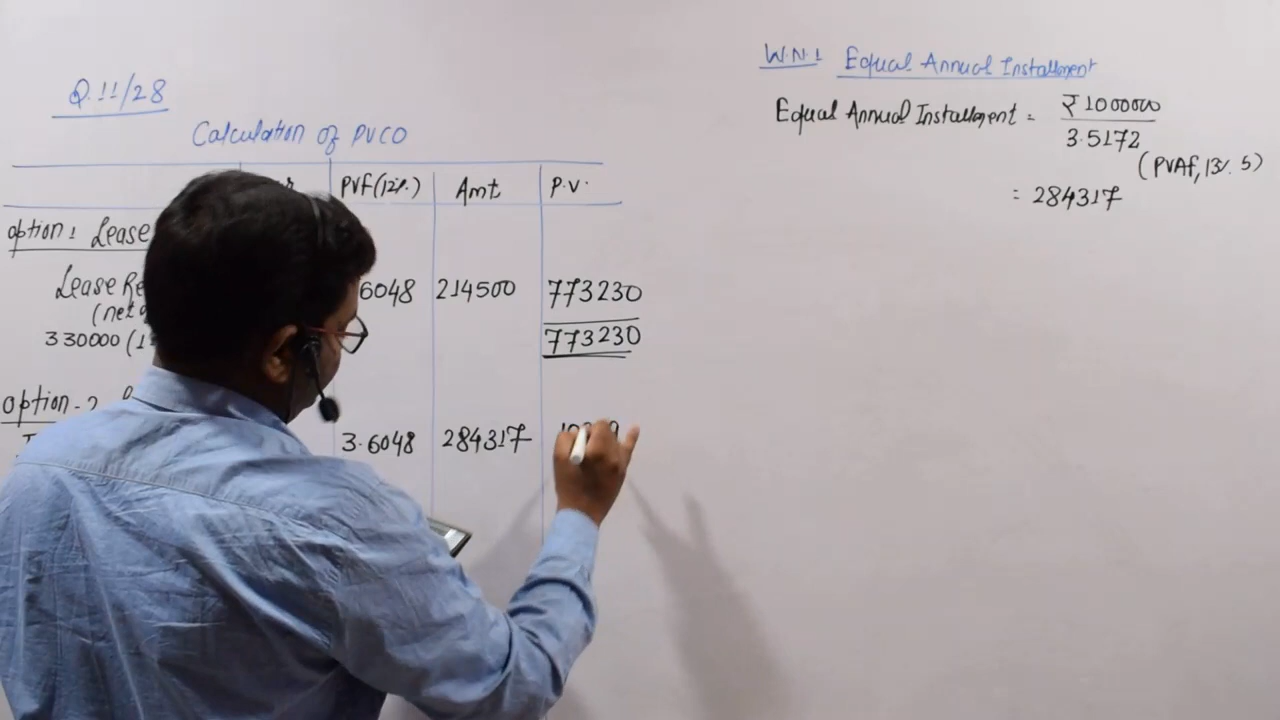 Q.11/28
Calculation of PVCO
PVF(12%) Amt P.V.
option:1 Lease
Lease 6048 214500 773230
(net
330000 (1 773230
option-2
3.6048 284317
W.N.1 Equal Annual Installment
Equal Annual Installment = ₹1000000
3.5172
(PVAf, 13%. 5)
= 284317